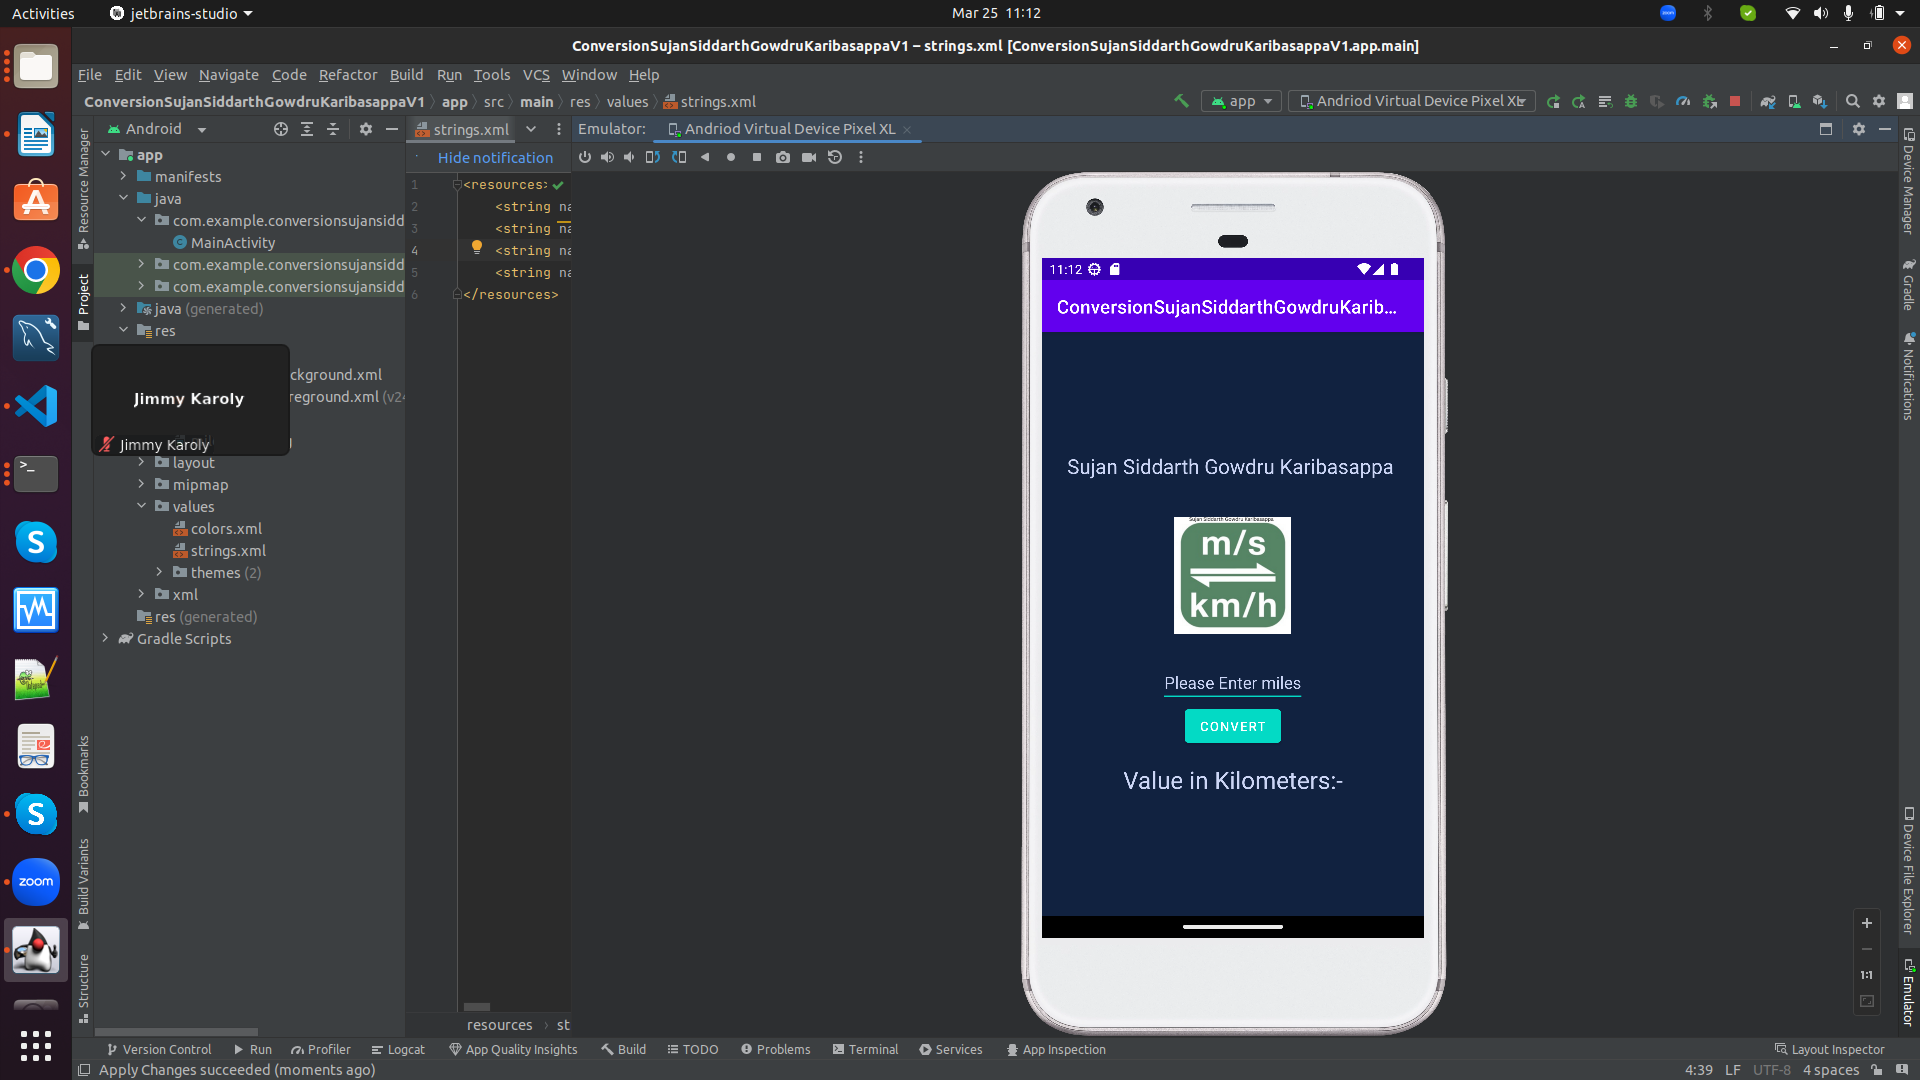 Activities
jetbrains-studio
Mar 25 11:12
zoom
ConversionSujanSiddarthGowdruKaribasappaV1 – strings.xml [ConversionSujanSiddarthGowdruKaribasappaV1.app.main]
File Edit View Navigate Code Refactor Build Run Tools VCS Window Help
ConversionSujanSiddarthGowdruKaribasappaV1 app src main res values strings.xml
app
Andriod Virtual Device Pixel XL
Android
strings.xml
Emulator: Andriod Virtual Device Pixel XL
Hide notification
Resource Manager
Project
Bookmarks
Build Variants
Structure
app
manifests
java
com.example.conversionsujansidd
MainActivity
com.example.conversionsujansidd
com.example.conversionsujansidd
java (generated)
res
ckground.xml
reground.xml (v24
Jimmy Karoly
Jimmy Karoly
layout
mipmap
values
colors.xml
strings.xml
themes (2)
xml
res (generated)
Gradle Scripts
1 <resources>
2 <string na
3 <string na
4 <string na
5 <string na
6 </resources>
resources st
11:12
ConversionSujanSiddarthGowdruKarib...
Sujan Siddarth Gowdru Karibasappa
Sujan Siddarth Gowdru Karibasappa
m/s
km/h
Please Enter miles
CONVERT
Value in Kilometers:-
Device Manager
Gradle
Notifications
Device File Explorer
Emulator
1:1
zoom
Version Control Run Profiler Logcat App Quality Insights Build TODO Problems Terminal Services App Inspection Layout Inspector
Apply Changes succeeded (moments ago)
4:39 LF UTF-8 4 spaces